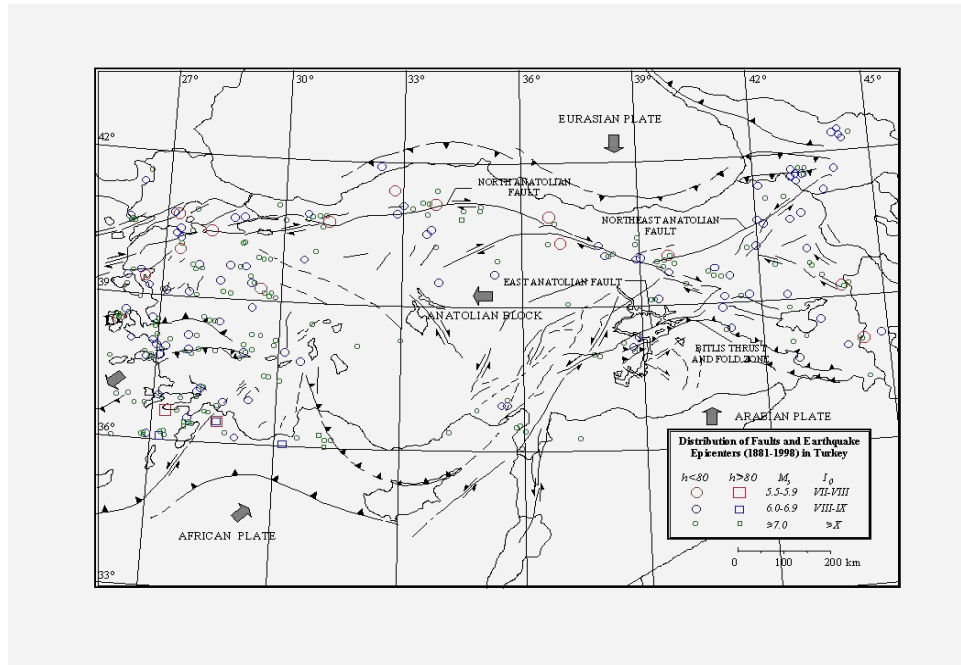 27° 30° 33° 36° 39° 42° 45°
EURASIAN PLATE
42°
NORTH ANATOLIAN
FAULT
NORTHEAST ANATOLIAN
FAULT
39°
EAST ANATOLIAN FAULT
ANATOLIAN BLOCK
BITLIS THRUST
AND FOLD ZONE
ARABIAN PLATE
36°
Distribution of Faults and Earthquake
Epicenters (1881-1998) in Turkey
h<80 h>80 Ms I0
5.5-5.9 VII-VIII
6.0-6.9 VIII-IX
≥7.0 ≥X
AFRICAN PLATE
0 100 200 km
33°